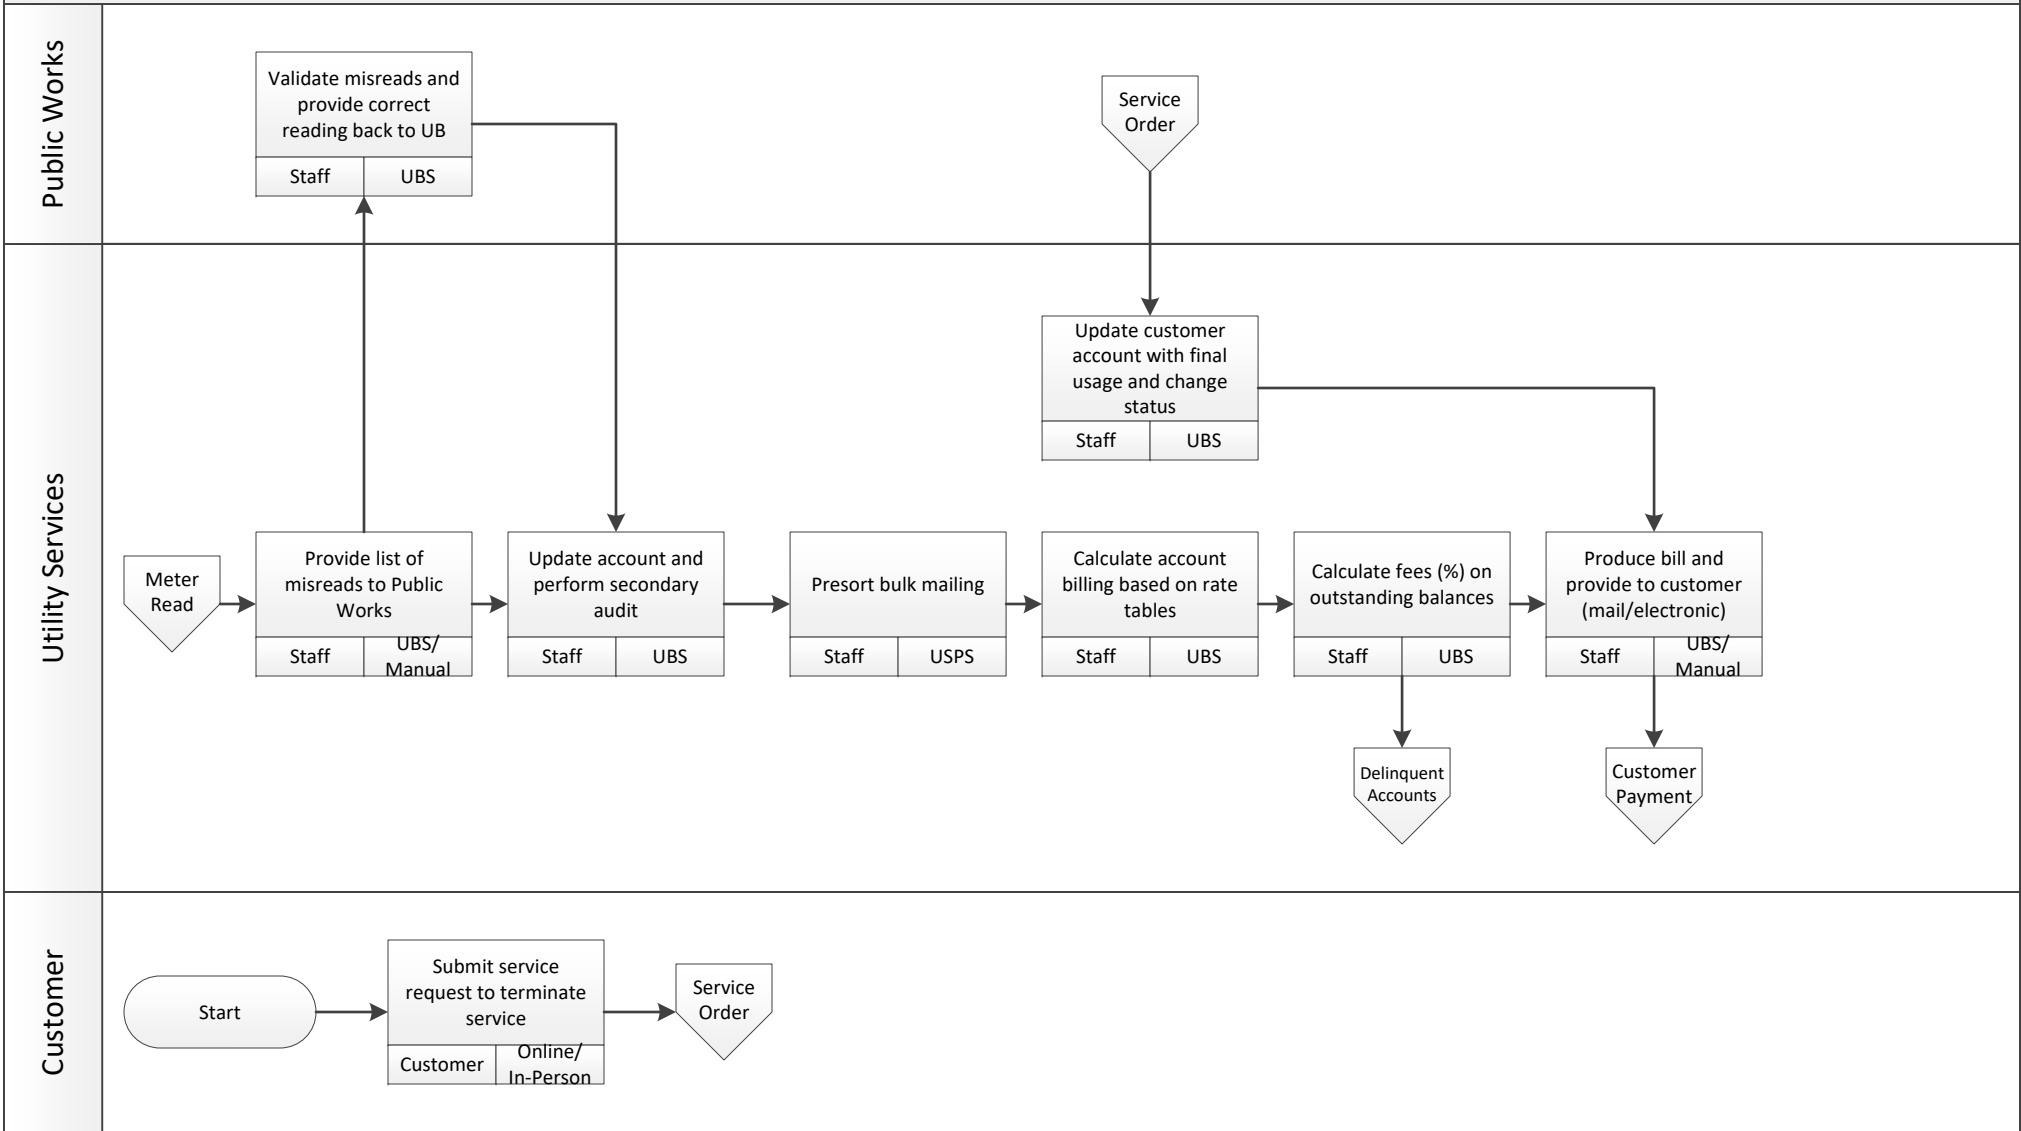 Public Works
Validate misreads and
provide correct
reading back to UB
Staff
UBS
Service
Order
Utility Services
Update customer
account with final
usage and change
status
Staff
UBS
Meter
Read
Provide list of
misreads to Public
Works
Staff
UBS/
Manual
Update account and
perform secondary
audit
Staff
UBS
Presort bulk mailing
Staff
USPS
Calculate account
billing based on rate
tables
Staff
UBS
Calculate fees (%) on
outstanding balances
Staff
UBS
Produce bill and
provide to customer
(mail/electronic)
Staff
UBS/
Manual
Delinquent
Accounts
Customer
Payment
Customer
Start
Submit service
request to terminate
service
Customer
Online/
In-Person
Service
Order